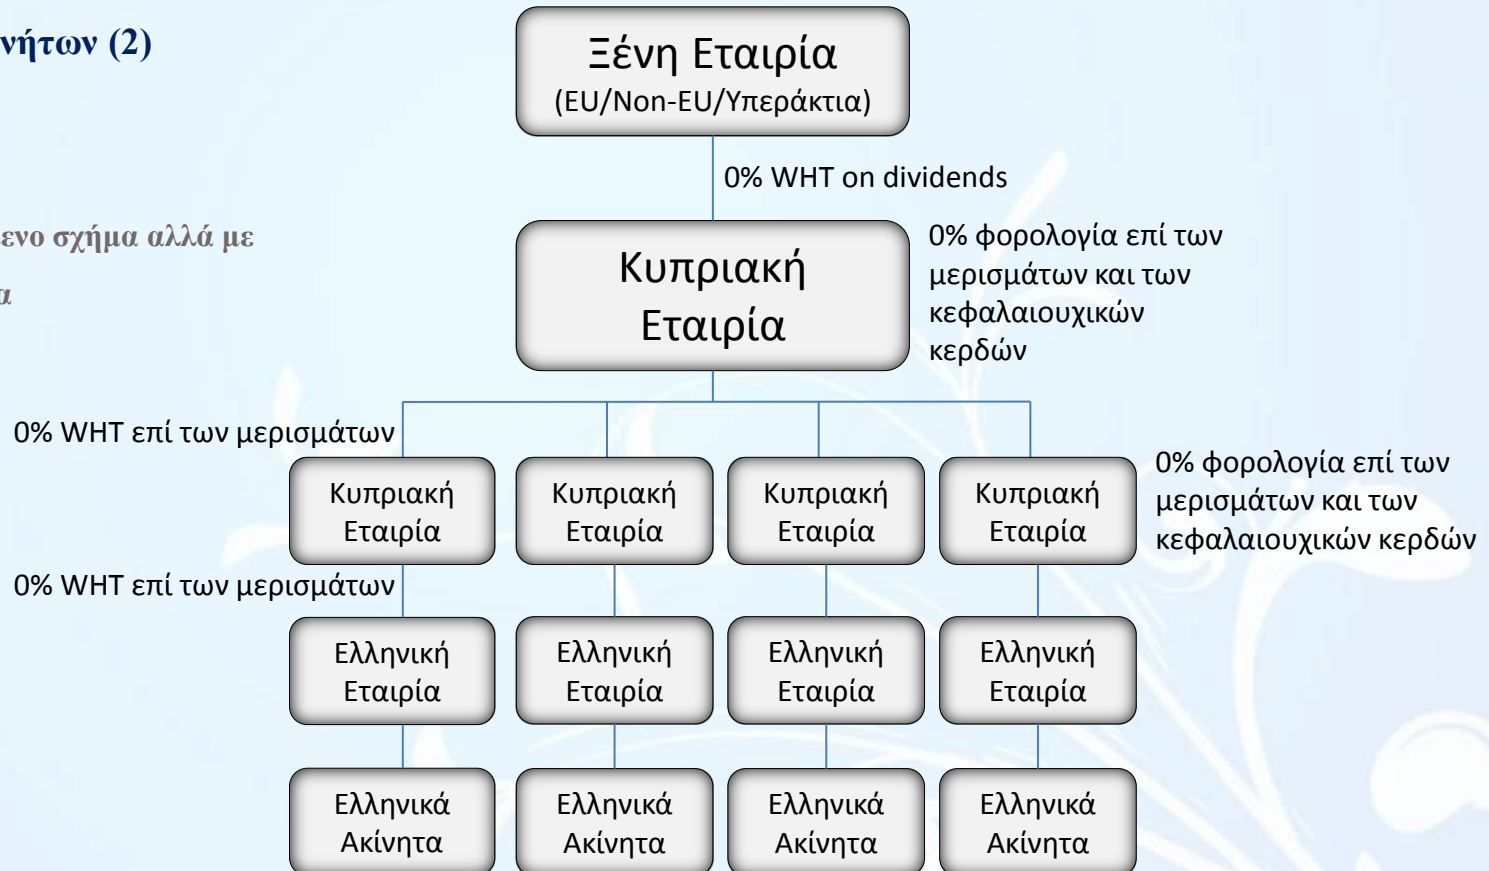 (2)
Ξένη Εταιρία
(EU/Non-EU/Υπεράκτια)
0% WHT on dividends
σχήμα αλλά με
Κυπριακή
Εταιρία
0% φορολογία επί των
μερισμάτων και των
κεφαλαιουχικών
κερδών
0% WHT επί των μερισμάτων
Κυπριακή
Εταιρία
Κυπριακή
Εταιρία
Κυπριακή
Εταιρία
Κυπριακή
Εταιρία
0% φορολογία επί των
μερισμάτων και των
κεφαλαιουχικών κερδών
0% WHT επί των μερισμάτων
Ελληνική
Εταιρία
Ελληνική
Εταιρία
Ελληνική
Εταιρία
Ελληνική
Εταιρία
Ελληνικά
Ακίνητα
Ελληνικά
Ακίνητα
Ελληνικά
Ακίνητα
Ελληνικά
Ακίνητα